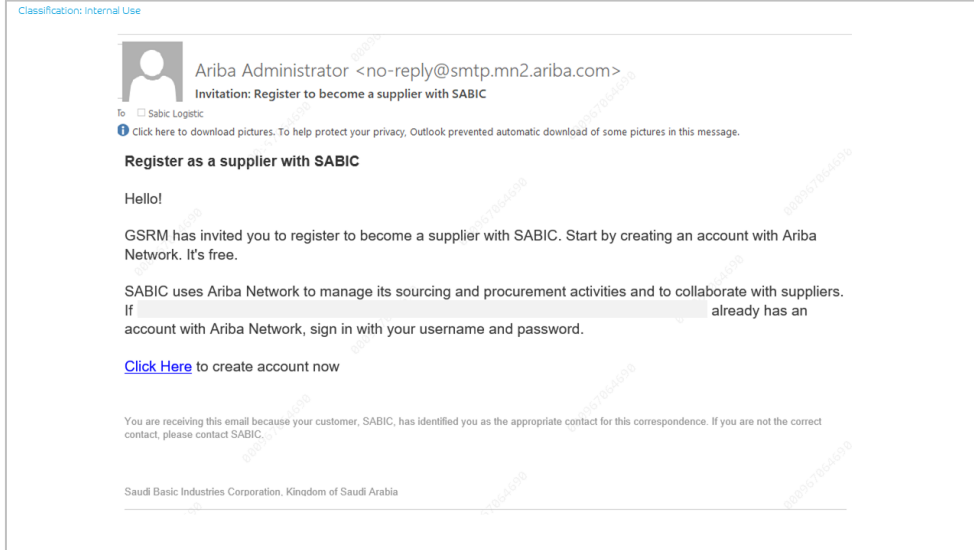 Classification: Internal Use
Ariba Administrator <no-reply@smtp.mn2.ariba.com>
Invitation: Register to become a supplier with SABIC
To Sabic Logistic
Click here to download pictures. To help protect your privacy, Outlook prevented automatic download of some pictures in this message.
Register as a supplier with SABIC
Hello!
GSRM has invited you to register to become a supplier with SABIC. Start by creating an account with Ariba
Network. It's free.
SABIC uses Ariba Network to manage its sourcing and procurement activities and to collaborate with suppliers.
If already has an
account with Ariba Network, sign in with your username and password.
Click Here to create account now
You are receiving this email because your customer, SABIC, has identified you as the appropriate contact for this correspondence. If you are not the correct
contact, please contact SABIC.
Saudi Basic Industries Corporation, Kingdom of Saudi Arabia